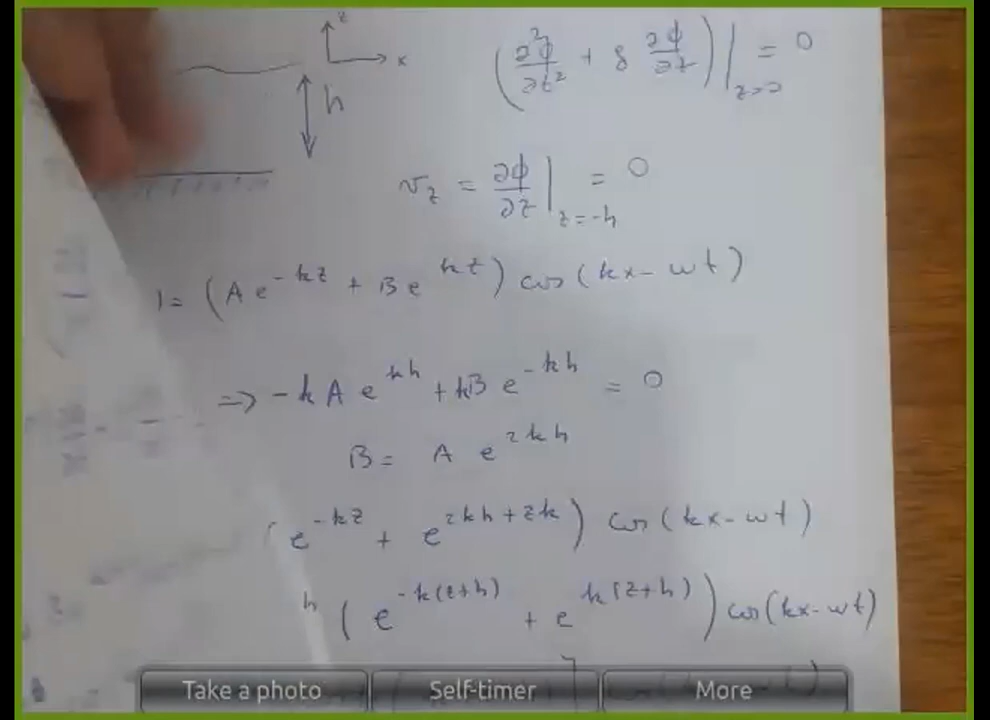 z
x
h
(∂²φ/∂t² + g ∂φ/∂z)|z=0 = 0
v_z = ∂φ/∂z |z=-h = 0
= (A e^{-kz} + B e^{kz}) cos(kx - ωt)
⇒ -kA e^{kh} + kB e^{-kh} = 0
B = A e^{2kh}
(e^{-kz} + e^{2kh+zk}) cos(kx - ωt)
h (e^{-k(z+h)} + e^{k(z+h)}) cos(kx - ωt)
Take a photo
Self-timer
More